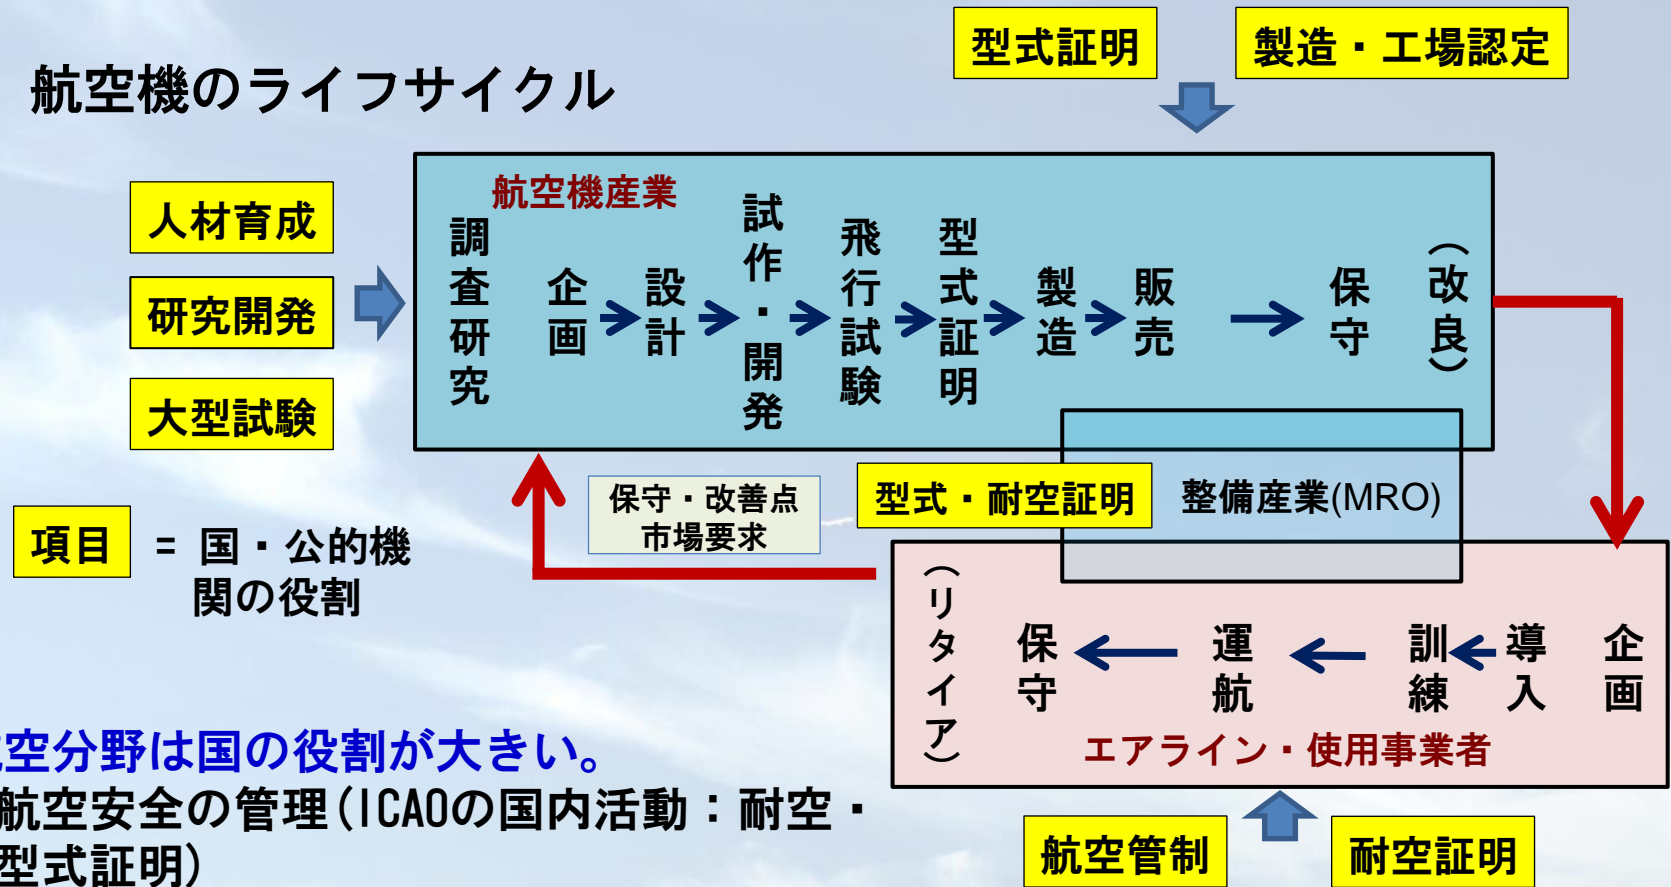 型式証明
製造・工場認定
航空機のライフサイクル
人材育成
研究開発
大型試験
航空機産業
調査研究
企画
設計
試作・開発
飛行試験
型式証明
製造
販売
保守
（改良）
保守・改善点
市場要求
型式・耐空証明
整備産業(MRO)
項目
= 国・公的機
関の役割
（リタイア）
保守
運航
訓練
導入
企画
エアライン・使用事業者
空分野は国の役割が大きい。
航空安全の管理(ICAOの国内活動：耐空・
型式証明)
航空管制
耐空証明